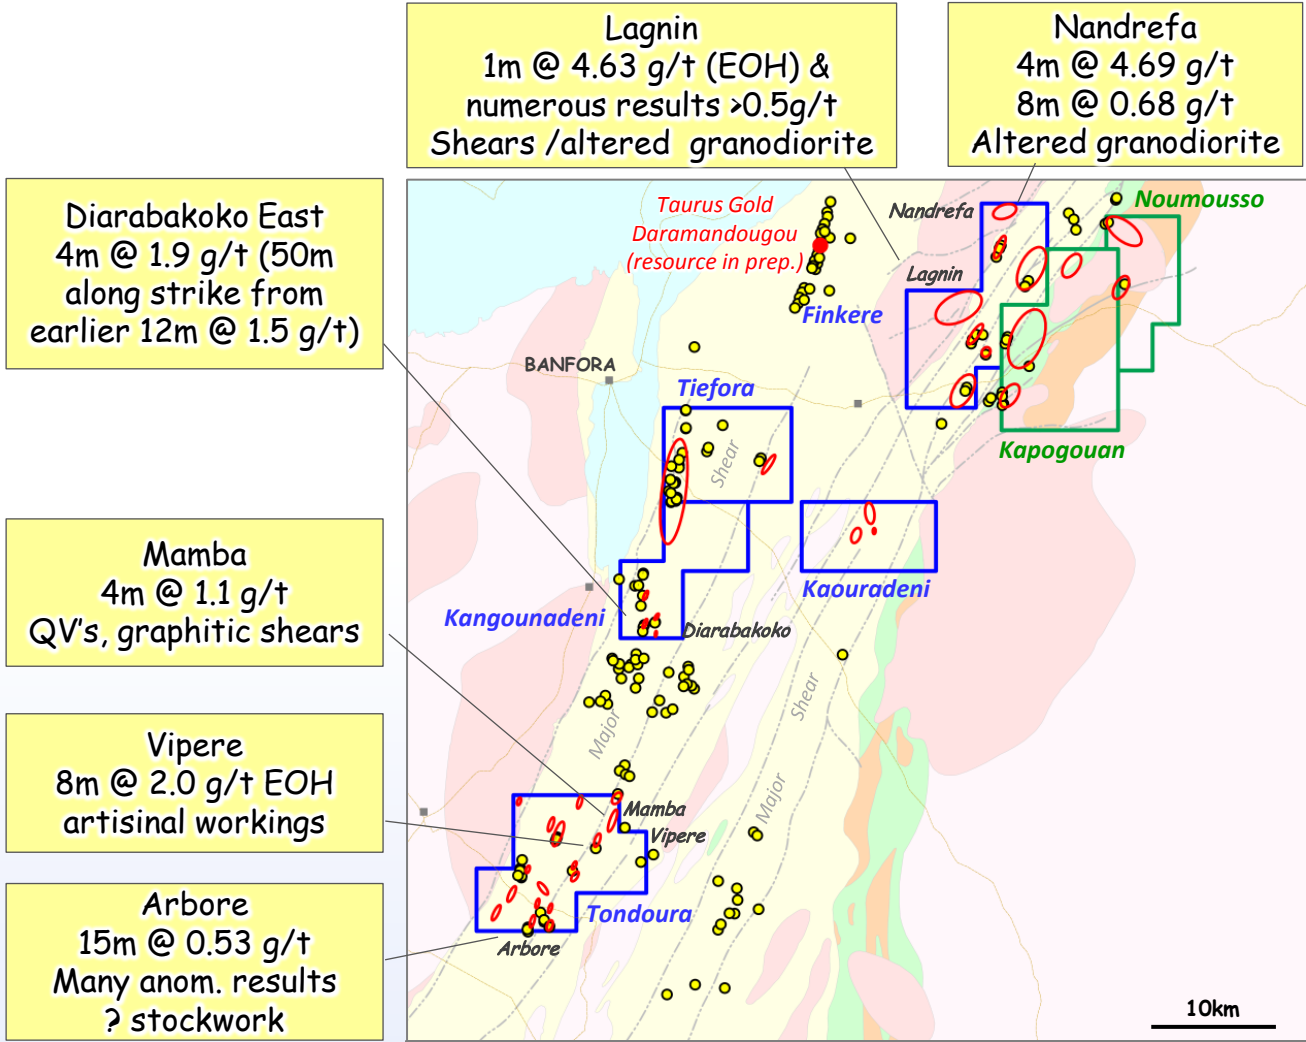 Lagnin
1m @ 4.63 g/t (EOH) &
numerous results >0.5g/t
Shears /altered  granodiorite
Nandrefa
4m @ 4.69 g/t
8m @ 0.68 g/t
Altered granodiorite
Diarabakoko East
4m @ 1.9 g/t (50m
along strike from
earlier 12m @ 1.5 g/t)
Mamba
4m @ 1.1 g/t
QV's, graphitic shears
Vipere
8m @ 2.0 g/t EOH
artisinal workings
Arbore
15m @ 0.53 g/t
Many anom. results
? stockwork
Taurus Gold
Daramandougou
(resource in prep.)
Finkere
Nandrefa
Noumousso
Lagnin
BANFORA
Tiefora
Kapogouan
Shear
Kaouradeni
Kangounadeni
Diarabakoko
Major
Shear
Major
Mamba
Vipere
Tondoura
Arbore
10km